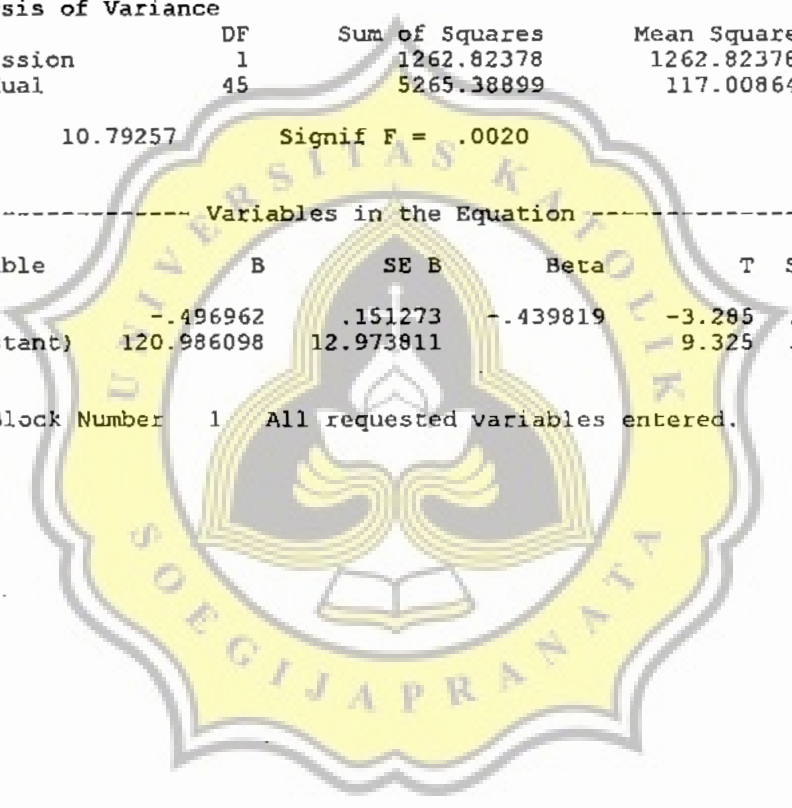 sis of Variance
DF Sum of Squares Mean Square
ssion 1 1262.82378 1262.82378
ual 45 5265.38899 117.00864
10.79257 Signif F = .0020
------------- Variables in the Equation --------------
ble B SE B Beta T S
-.496962 .151273 -.439819 -3.285 .
tant) 120.986098 12.973811 9.325 .
Block Number 1 All requested variables entered.
UNIVERSITAS KATOLIK
SOEGIJAPRANATA